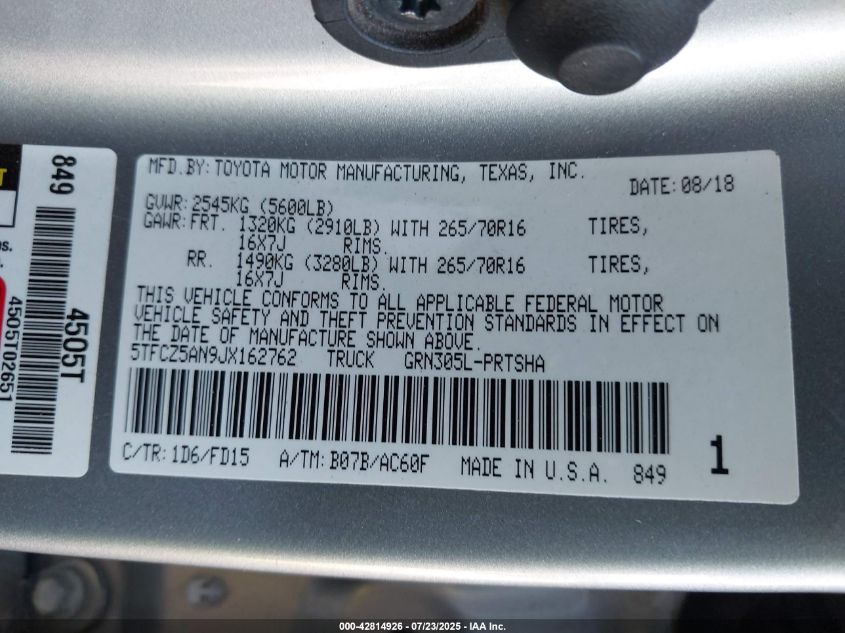 MFD.BY:TOYOTA MOTOR MANUFACTURING, TEXAS, INC.
DATE:08/18
GVWR:2545KG (5600LB)
GAWR:FRT. 1320KG (2910LB) WITH 265/70R16 TIRES,
16X7J RIMS.
RR. 1490KG (3280LB) WITH 265/70R16 TIRES,
16X7J RIMS.
THIS VEHICLE CONFORMS TO ALL APPLICABLE FEDERAL MOTOR
VEHICLE SAFETY AND THEFT PREVENTION STANDARDS IN EFFECT ON
THE DATE OF MANUFACTURE SHOWN ABOVE.
5TFCZ5AN9JX162762 TRUCK GRN305L-PRTSHA
C/TR:1D6/FD15 A/TM:B07B/AC60F MADE IN U.S.A. 849
1
849
4505T
4505T02651
000-42814926 / 07/23/2025 / IAA Inc.